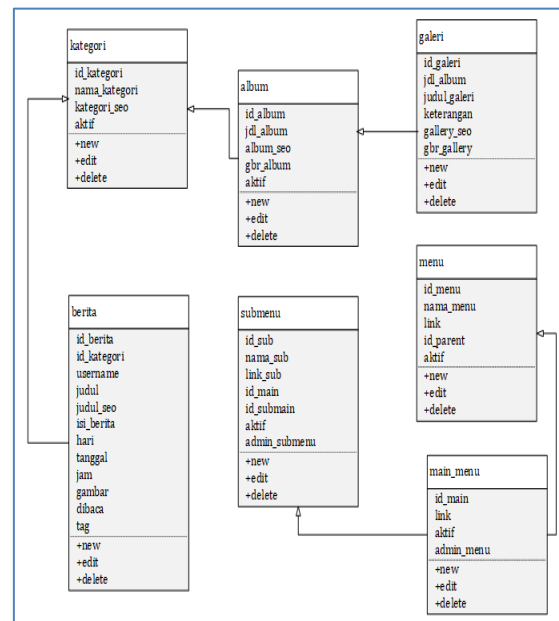 kategori
id_kategori
nama_kategori
kategori_seo
aktif
+new
+edit
+delete
album
id_album
jdl_album
album_seo
gbr_album
aktif
+new
+edit
+delete
galeri
id_galeri
jdl_album
judul_galeri
keterangan
gallery_seo
gbr_gallery
+new
+edit
+delete
berita
id_berita
id_kategori
username
judul
judul_seo
isi_berita
hari
tanggal
jam
gambar
dibaca
tag
+new
+edit
+delete
submenu
id_sub
nama_sub
link_sub
id_main
id_submain
aktif
admin_submenu
+new
+edit
+delete
menu
id_menu
nama_menu
link
id_parent
aktif
+new
+edit
+delete
main_menu
id_main
link
aktif
admin_menu
+new
+edit
+delete